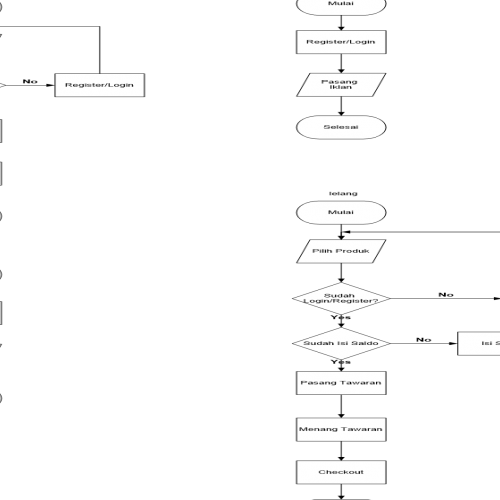 Mulai
Register/Login
Pasang
Iklan
Selesai
No
Register/Login
lelang
Mulai
Pilih Produk
Sudah
Login/Register?
No
Yes
Sudah Isi Saldo
No
Isi S
Yes
Pasang Tawaran
Menang Tawaran
Checkout